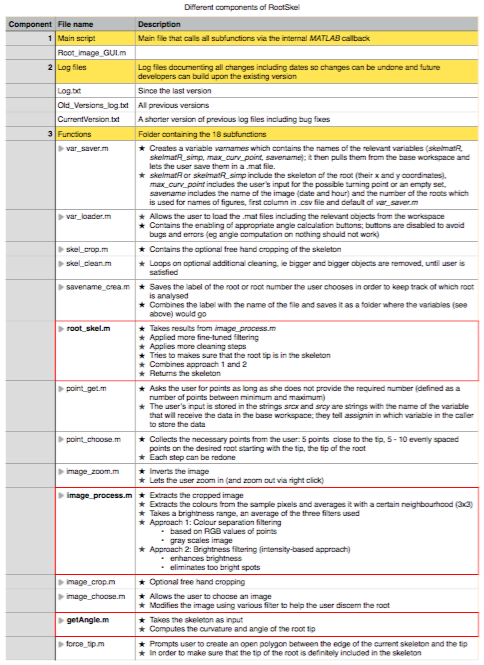 Different components of RootSkel
Component File name Description
1 Main script Main file that calls all subfunctions via the internal MATLAB callback
Root_image_GUI.m
2 Log files Log files documenting all changes including dates so changes can be undone and future
developers can build upon the existing version
Log.txt Since the last version
Old_Versions_log.txt All previous versions
CurrentVersion.txt A shorter version of previous log files including bug fixes
3 Functions Folder containing the 18 subfunctions
▶ var_saver.m ★ Creates a variable varnames which contains the names of the relevant variables (skelmatR,
skelmatR_simp, max_curv_point, savename); it then pulls them from the base workspace and
lets the user save them in a .mat file.
★ skelmatR or skelmatR_simp include the skeleton of the root (their x and y coordinates),
max_curv_point includes the user's input for the possible turning point or an empty set,
savename includes the name of the image (date and hour) and the number of the roots which
is used for names of figures, first column in .csv file and default of var_save.m
▶ var_loader.m ★ Allows the user to load the .mat files including the relevant objects from the workspace
★ Contains the enabling of appropriate angle calculation buttons; buttons are disabled to avoid
bugs and errors (eg angle computation on nothing should not work)
▶ skel_crop.m ★ Contains the optional free hand cropping of the skeleton
▶ skel_clean.m ★ Loops on optional additional cleaning, ie bigger and bigger objects are removed, until user is
satisfied
▶ savename_crea.m ★ Saves the label of the root or root number the user chooses in order to keep track of which root
is analysed
★ Combines the label with the name of the file and saves it as a folder where the variables (see
above) would go
▶ root_skel.m ★ Takes results from image_process.m
★ Applied more fine-tuned filtering
★ Applies more cleaning steps
★ Tries to makes sure that the root tip is in the skeleton
★ Combines approach 1 and 2
★ Returns the skeleton
▶ point_get.m ★ Asks the user for points as long as she does not provide the required number (defined as a
number of points between minimum and maximum)
★ The user's input is stored in the strings srcx and srcy are strings with the name of the variable
that will receive the data in the base workspace; they tell assignin in which variable in the caller
to store the data
▶ point_choose.m ★ Collects the necessary points from the user: 5 points close to the tip, 5 - 10 evenly spaced
points on the desired root starting with the tip, the tip of the root
★ Each step can be redone
▶ image_zoom.m ★ Inverts the image
★ Lets the user zoom in (and zoom out via right click)
▶ image_process.m ★ Extracts the cropped image
★ Extracts the colours from the sample pixels and averages it with a certain neighbourhood (3x3)
★ Takes a brightness range, an average of the three filters used
★ Approach 1: Colour separation filtering
• based on RGB values of points
• gray scales image
★ Approach 2: Brightness filtering (intensity-based approach)
• enhances brightness
• eliminates too bright spots
▶ image_crop.m ★ Optional free hand cropping
▶ image_choose.m ★ Allows the user to choose an image
★ Modifies the image using various filter to help the user discern the root
▶ getAngle.m ★ Takes the skeleton as input
★ Computes the curvature and angle of the root tip
▶ force_tip.m ★ Prompts user to create an open polygon between the edge of the current skeleton and the tip
★ In order to make sure that the tip of the root is definitely included in the skeleton